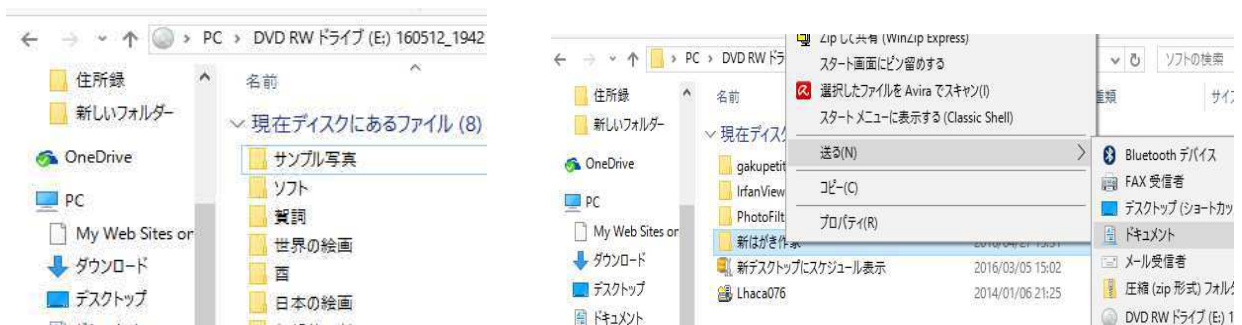 PC > DVD RW ドライブ (E:) 160512_1942
住所録
新しいフォルダー
OneDrive
PC
My Web Sites or
ダウンロード
デスクトップ
名前
現在ディスクにあるファイル (8)
サンプル写真
ソフト
賀詞
世界の絵画
酉
日本の絵画
PC > DVD RW ドラ
ソフトの検索
住所録
新しいフォルダー
OneDrive
PC
My Web Sites or
ダウンロード
デスクトップ
ドキュメント
名前
種類
サイズ
現在ディスク
gakupetit
IrfanView
PhotoFilt
新はがき作家
新デスクトップにスケジュール表示 2016/03/05 15:02
Lhaca076 2014/01/06 21:25
Zip して共有 (WinZip Express)
スタート画面にピン留めする
選択したファイルを Avira でスキャン(I)
スタート メニューに表示する (Classic Shell)
送る(N)
コピー(C)
プロパティ(R)
Bluetooth デバイス
FAX 受信者
デスクトップ (ショートカッ
ドキュメント
メール受信者
圧縮 (zip 形式) フォルダ
DVD RW ドライブ (E:) 1